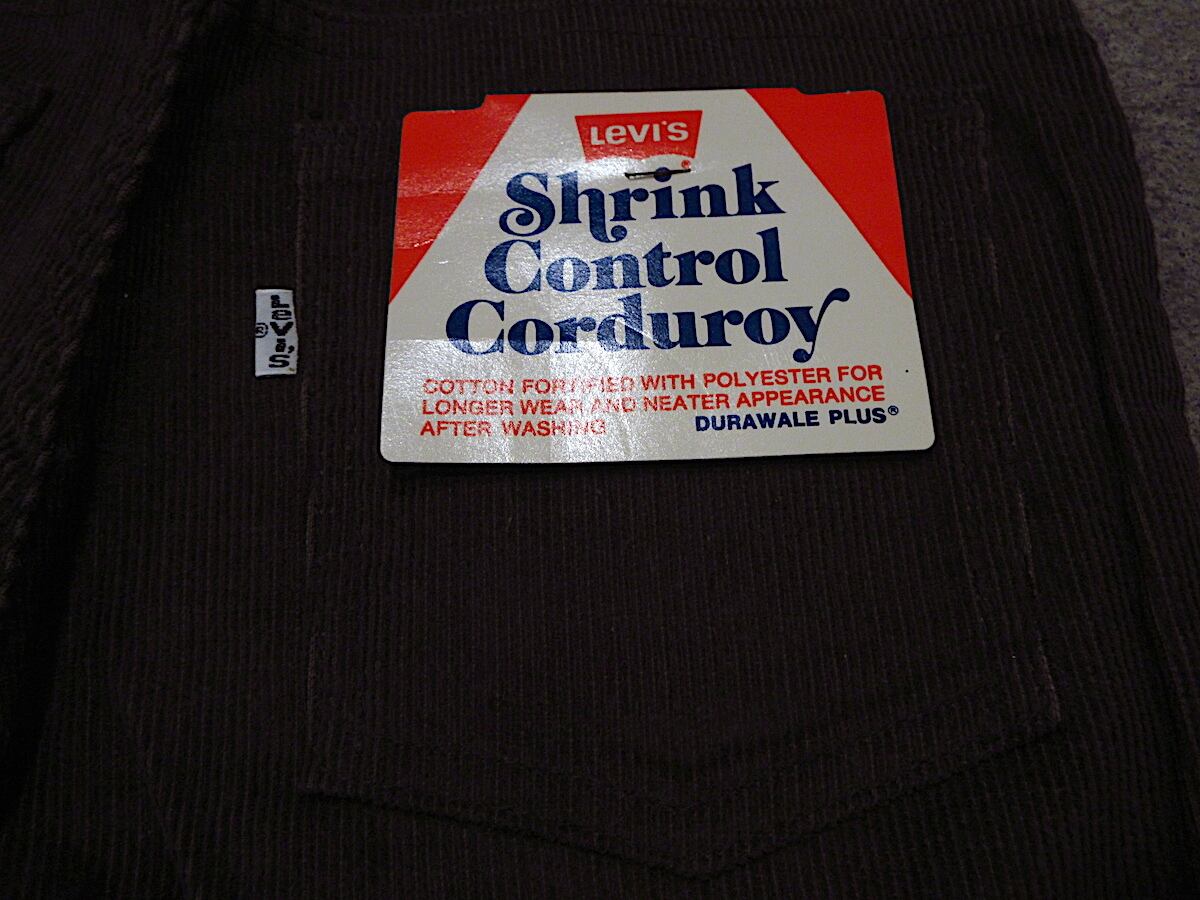 Levi's
®
Shrink
Control
Corduroy
COTTON FORTIFIED WITH POLYESTER FOR
LONGER WEAR AND NEATER APPEARANCE
AFTER WASHING
DURAWALE PLUS®
Levi's
®